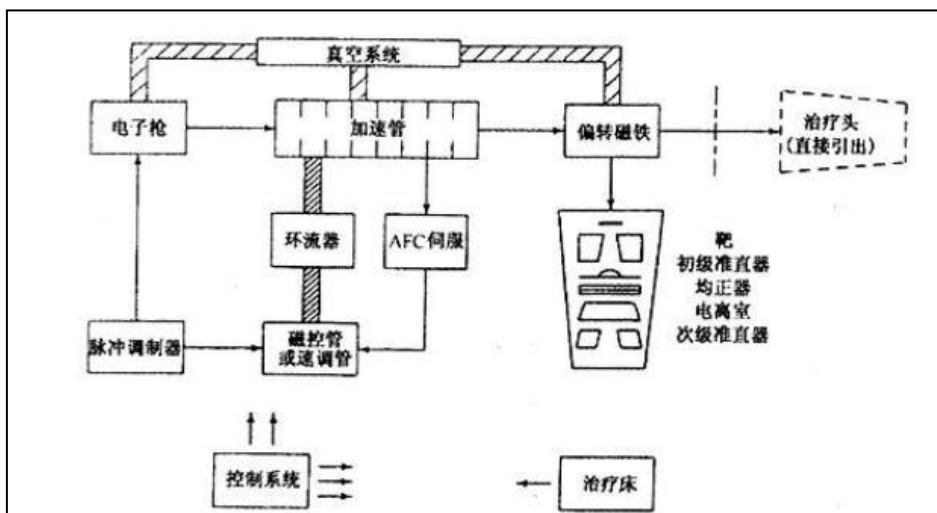 真空系统
电子枪
加速管
偏转磁铁
治疗头
(直接引出)
环流器
AFC伺服
靶
初级准直器
均正器
电离室
次级准直器
脉冲调制器
磁控管
或速调管
控制系统
治疗床